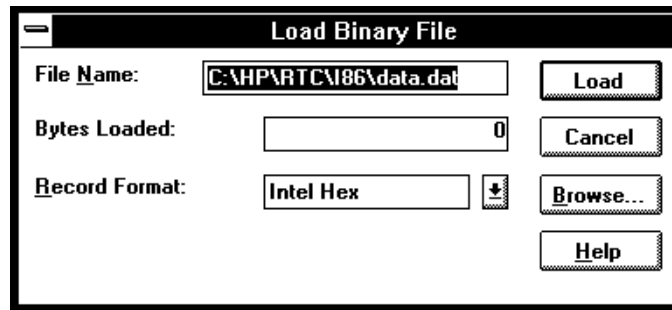 Load Binary File
File Name:
C:\HP\RTC\I86\data.dat
Load
Bytes Loaded:
0
Cancel
Record Format:
Intel Hex
Browse...
Help